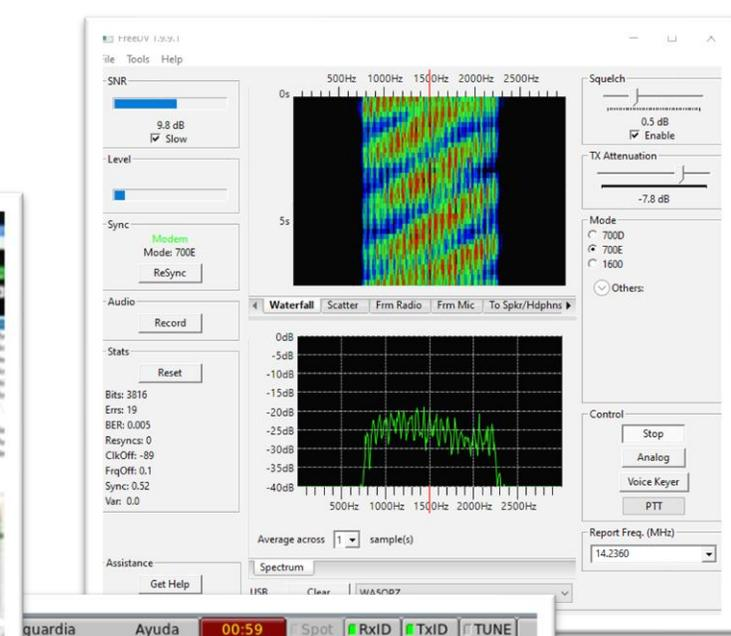 FreeDV 1.9.9.1
File Tools Help
SNR
9.8 dB
Slow
Level
Sync
Modem
Mode: 700E
ReSync
Audio
Record
Stats
Reset
Bits: 3816
Errs: 19
BER: 0.005
Resyncs: 0
ClkOff: -89
FrqOff: 0.1
Sync: 0.52
Var: 0.0
Assistance
Get Help
500Hz 1000Hz 1500Hz 2000Hz 2500Hz
0s
5s
Waterfall Scatter Frm Radio Frm Mic To Spkr/Hdphns
0dB
-5dB
-10dB
-15dB
-20dB
-25dB
-30dB
-35dB
-40dB
500Hz 1000Hz 1500Hz 2000Hz 2500Hz
Average across 1 sample(s)
Spectrum
USB Clear WA5QPZ
Squelch
0.5 dB
Enable
TX Attenuation
-7.8 dB
Mode
700D
700E
1600
Others:
Control
Stop
Analog
Voice Keyer
PTT
Report Freq. (MHz)
14.2360
guardia Ayuda 00:59 Spot RxID TxID TUNE